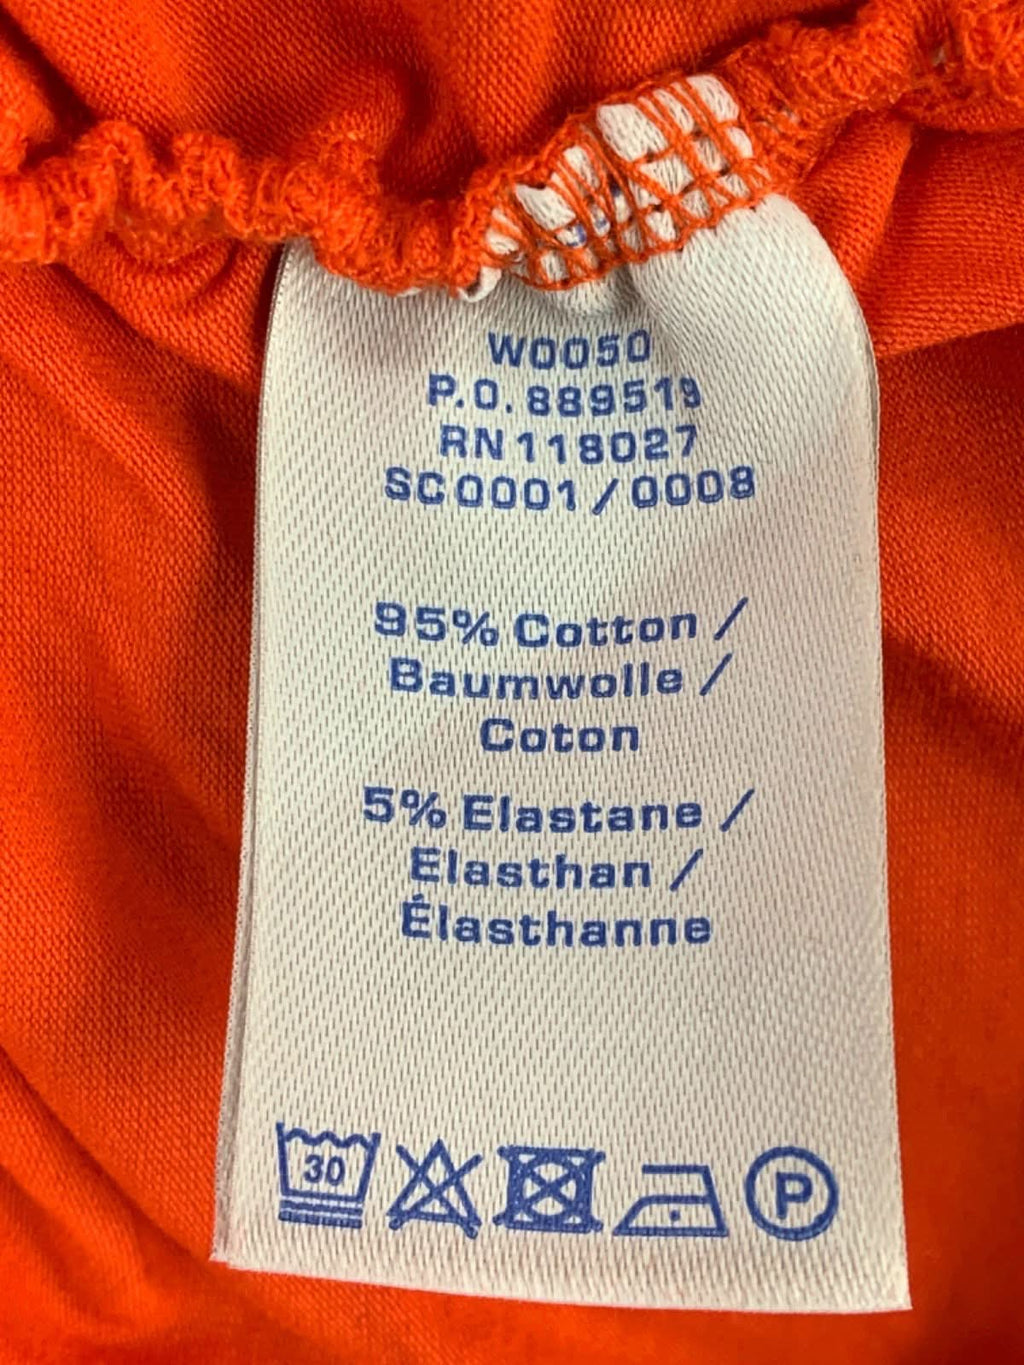 W0050
P.O. 889519
RN 118027
SC0001/0008
95% Cotton /
Baumwolle /
Coton
5% Elastane /
Elasthan /
Élasthanne
30
P